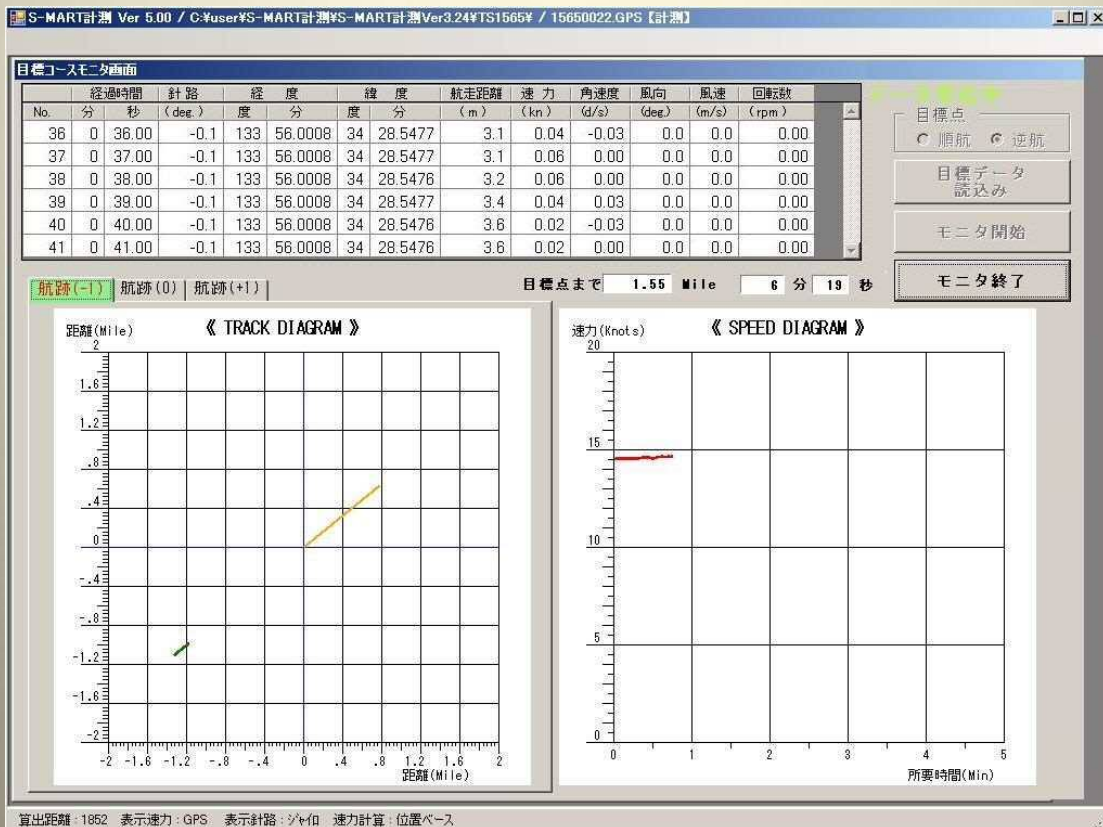 S-MART計測 Ver 5.00 / C:¥user¥S-MART計測¥S-MART計測Ver3.24¥TS1565¥ / 15650022.GPS【計測】
目標コースモニタ画面
経過時間 針路 経 度 緯 度 航走距離 速 力 角速度 風向 風速 回転数
No. 分 秒 (deg.) 度 分 度 分 (m) (kn) (d/s) (deg.) (m/s) (rpm)
36 0 36.00 -0.1 133 56.0008 34 28.5477 3.1 0.04 -0.03 0.0 0.0 0.00
37 0 37.00 -0.1 133 56.0008 34 28.5477 3.1 0.06 0.00 0.0 0.0 0.00
38 0 38.00 -0.1 133 56.0008 34 28.5476 3.2 0.06 0.00 0.0 0.0 0.00
39 0 39.00 -0.1 133 56.0008 34 28.5476 3.4 0.04 0.03 0.0 0.0 0.00
40 0 40.00 -0.1 133 56.0008 34 28.5476 3.6 0.02 -0.03 0.0 0.0 0.00
41 0 41.00 -0.1 133 56.0008 34 28.5476 3.6 0.02 0.00 0.0 0.0 0.00
目標点
順航 逆航
目標データ
読込み
モニタ開始
モニタ終了
航跡(-1) 航跡(0) 航跡(+1)
目標点まで 1.55 Mile 6 分 19 秒
距離(Mile) 《 TRACK DIAGRAM 》
2
1.6
1.2
.8
.4
0
-.4
-.8
-1.2
-1.6
-2
-2 -1.6 -1.2 -.8 -.4 0 .4 .8 1.2 1.6 2
距離(Mile)
速力(Knots) 《 SPEED DIAGRAM 》
20
15
10
5
0
0 1 2 3 4 5
所要時間(Min)
算出距離:1852 表示速力:GPS 表示針路:ジャイロ 速力計算:位置ベース